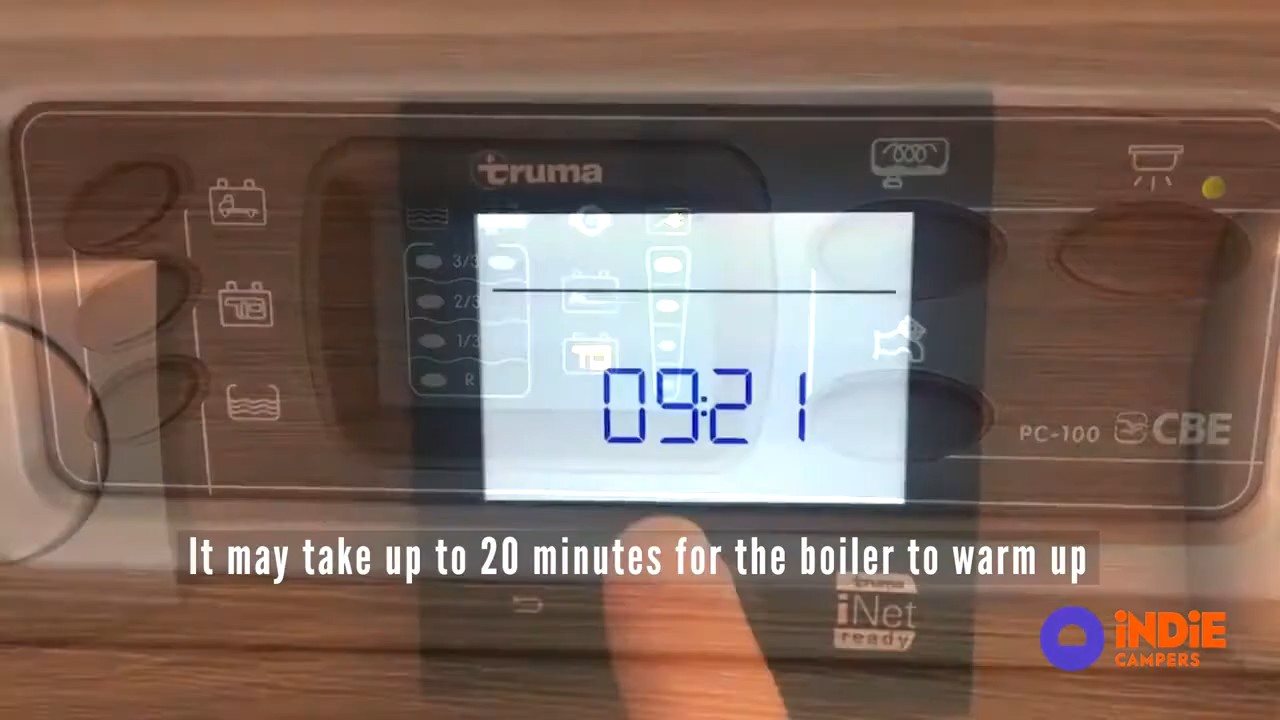 truma
3/3
2/3
1/3
R
09:21
PC-100 CBE
It may take up to 20 minutes for the boiler to warm up
truma
iNet
ready
iNDiE
CAMPERS